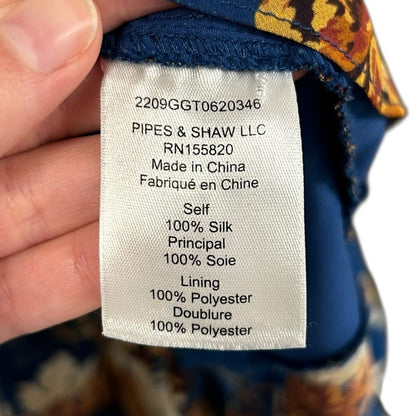 2209GGT0620346
PIPES & SHAW LLC
RN155820
Made in China
Fabriqué en Chine
Self
100% Silk
Principal
100% Soie
Lining
100% Polyester
Doublure
100% Polyester